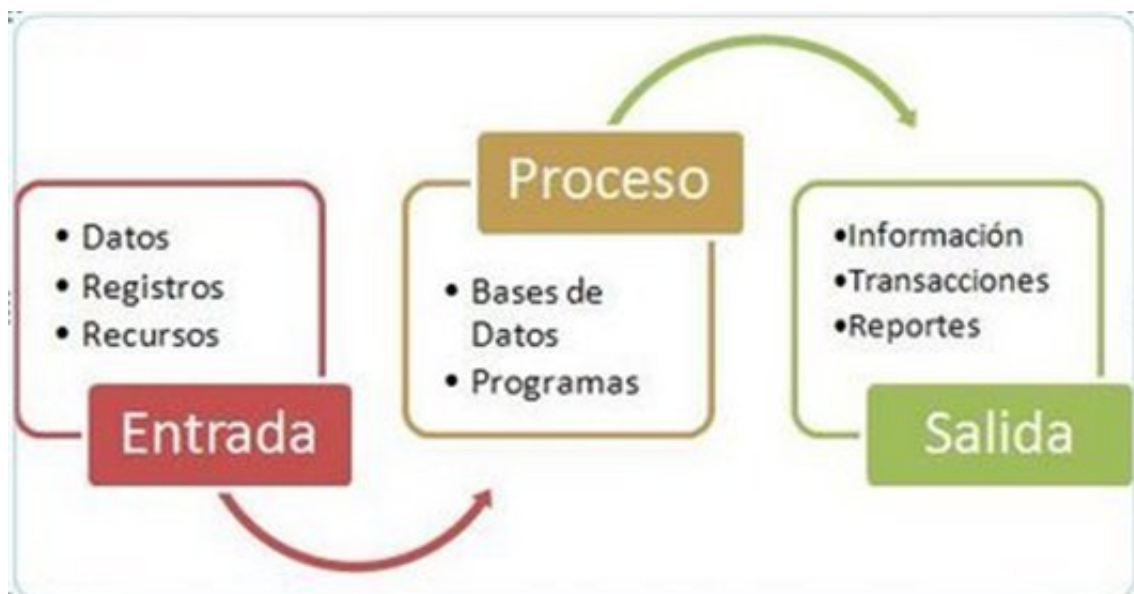 • Datos
• Registros
• Recursos
Entrada
Proceso
• Bases de
Datos
• Programas
•Información
•Transacciones
•Reportes
Salida